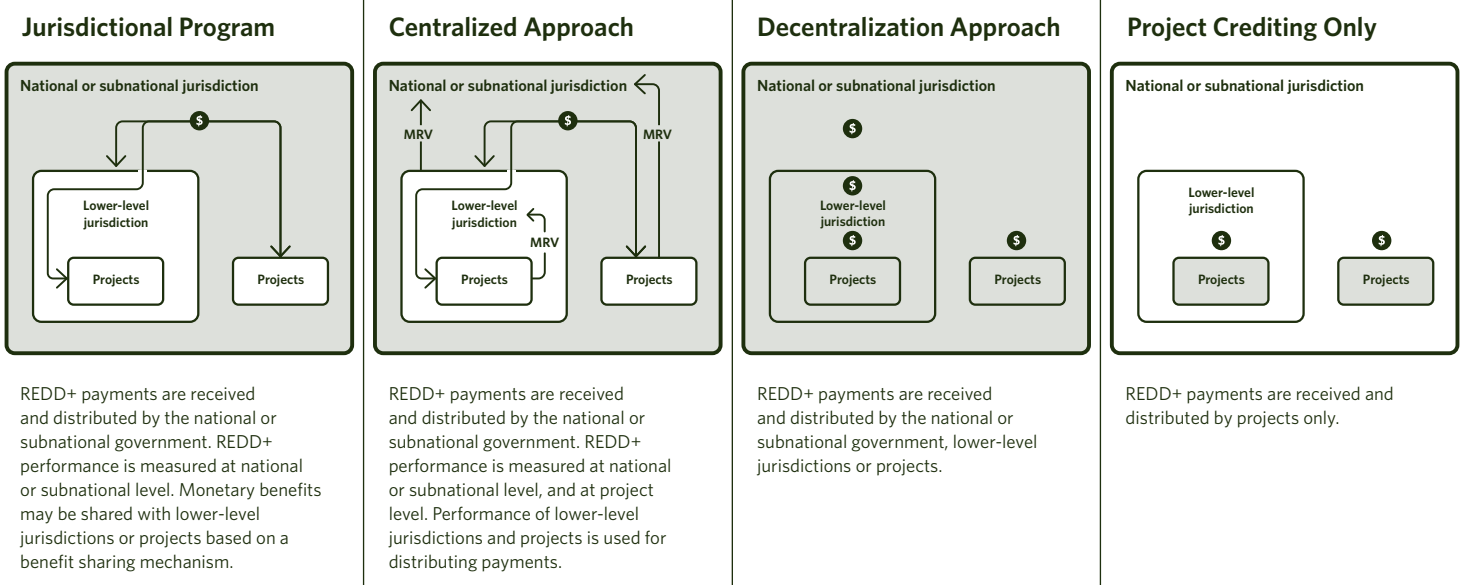 Jurisdictional Program
National or subnational jurisdiction
$
Lower-level
jurisdiction
Projects
Projects
REDD+ payments are received
and distributed by the national or
subnational government. REDD+
performance is measured at national
or subnational level. Monetary benefits
may be shared with lower-level
jurisdictions or projects based on a
benefit sharing mechanism.
Centralized Approach
National or subnational jurisdiction
$
MRV
MRV
Lower-level
jurisdiction
MRV
Projects
Projects
REDD+ payments are received
and distributed by the national or
subnational government. REDD+
performance is measured at national
or subnational level, and at project
level. Performance of lower-level
jurisdictions and projects is used for
distributing payments.
Decentralization Approach
National or subnational jurisdiction
$
$
Lower-level
jurisdiction
$
$
Projects
Projects
REDD+ payments are received
and distributed by the national or
subnational government, lower-level
jurisdictions or projects.
Project Crediting Only
National or subnational jurisdiction
Lower-level
jurisdiction
$
$
Projects
Projects
REDD+ payments are received and
distributed by projects only.